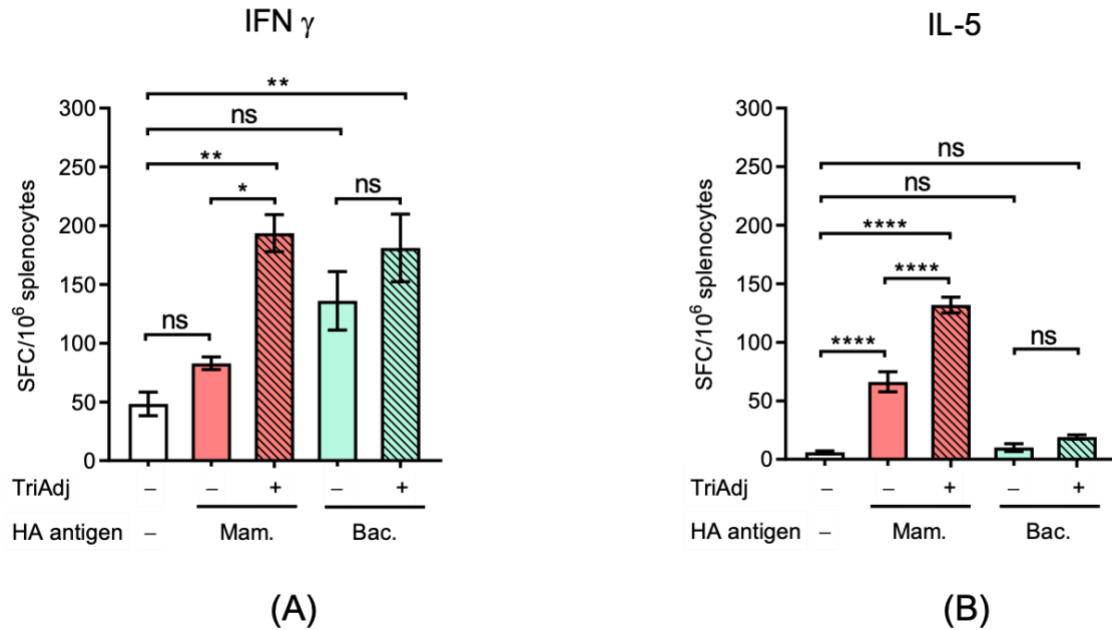 IFN γ
**
ns
**
*
ns
ns
300
250
200
150
100
50
0
SFC/10⁶ splenocytes
TriAdj – – + – +
HA antigen – Mam. Bac.
(A)
IL-5
ns
ns
****
****
****
ns
300
250
200
150
100
50
0
SFC/10⁶ splenocytes
TriAdj – – + – +
HA antigen – Mam. Bac.
(B)